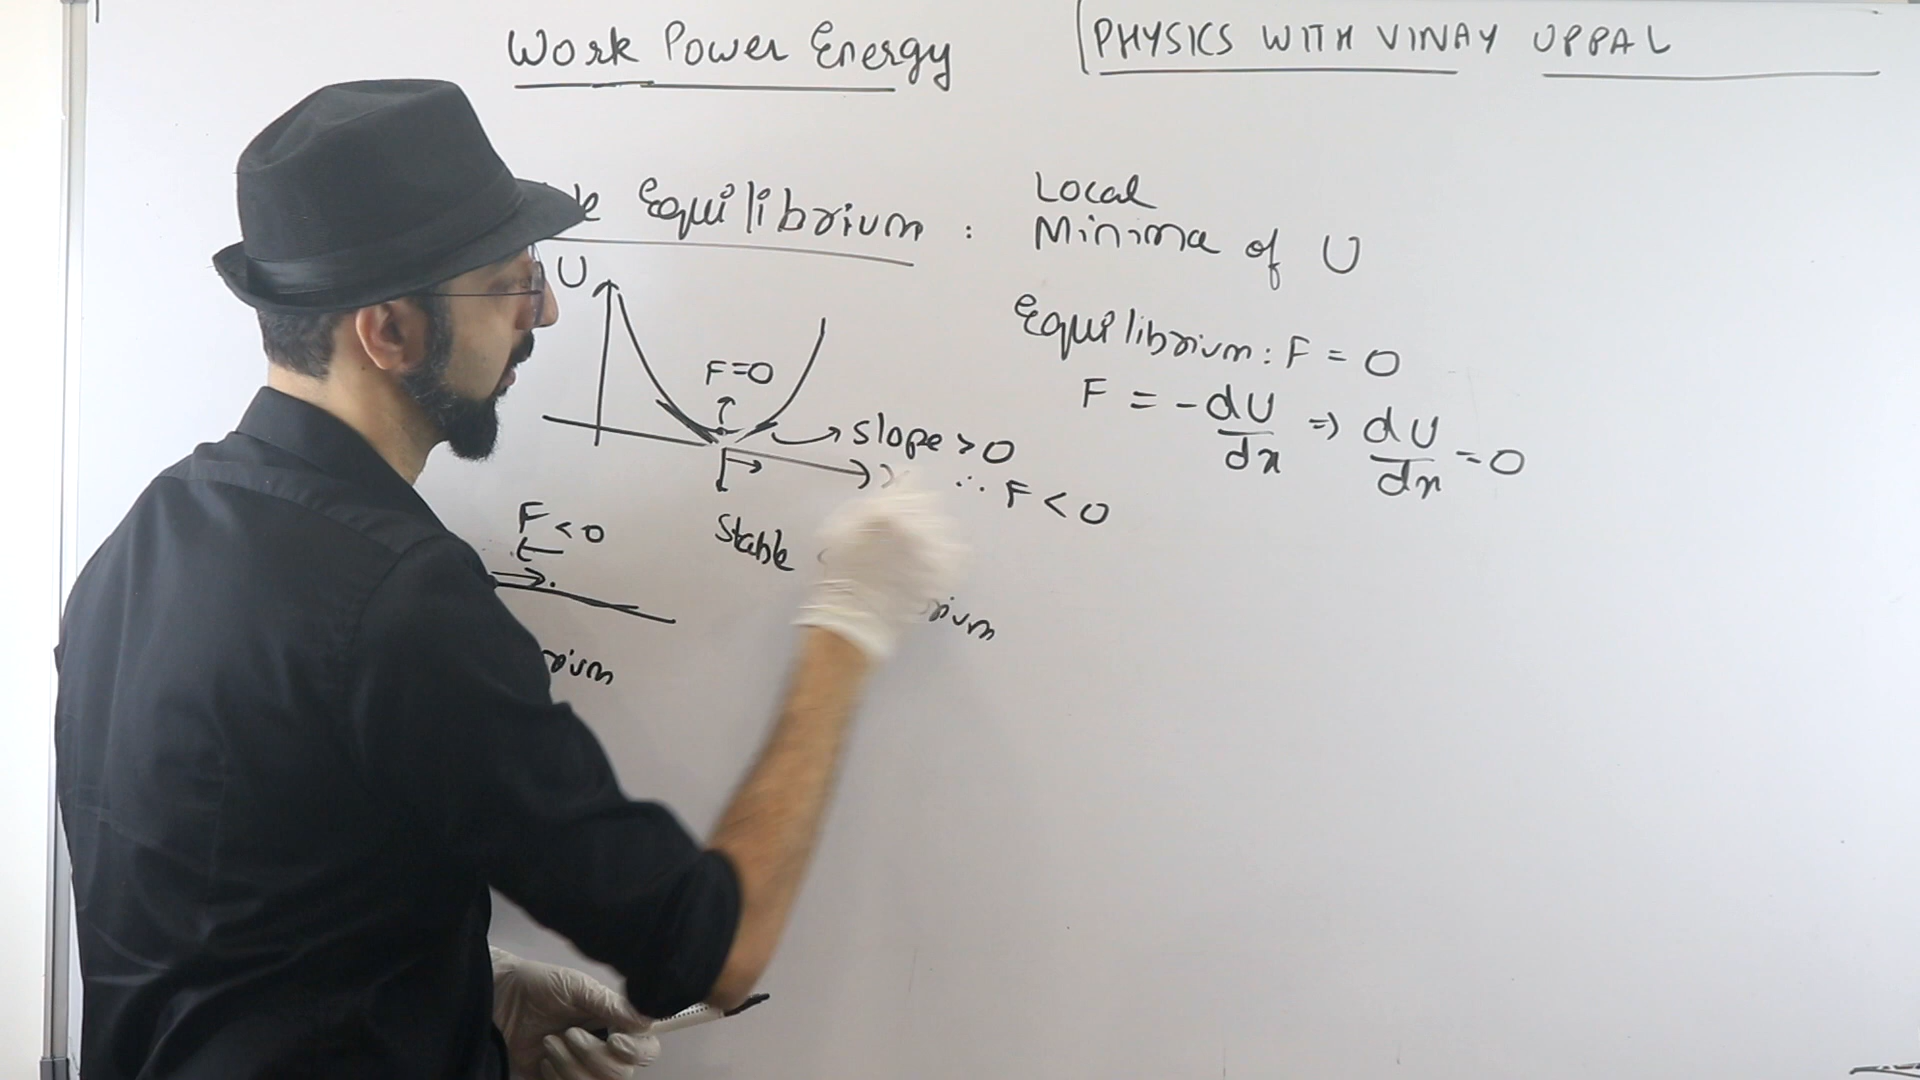 Work Power Energy
PHYSICS WITH VINAY UPPAL
Equilibrium : Local
Minima of U
U
Equilibrium : F = 0
F=0
F = -dU/dx ⇒ dU/dx = 0
slope > 0
∴ F < 0
F < 0
Stable